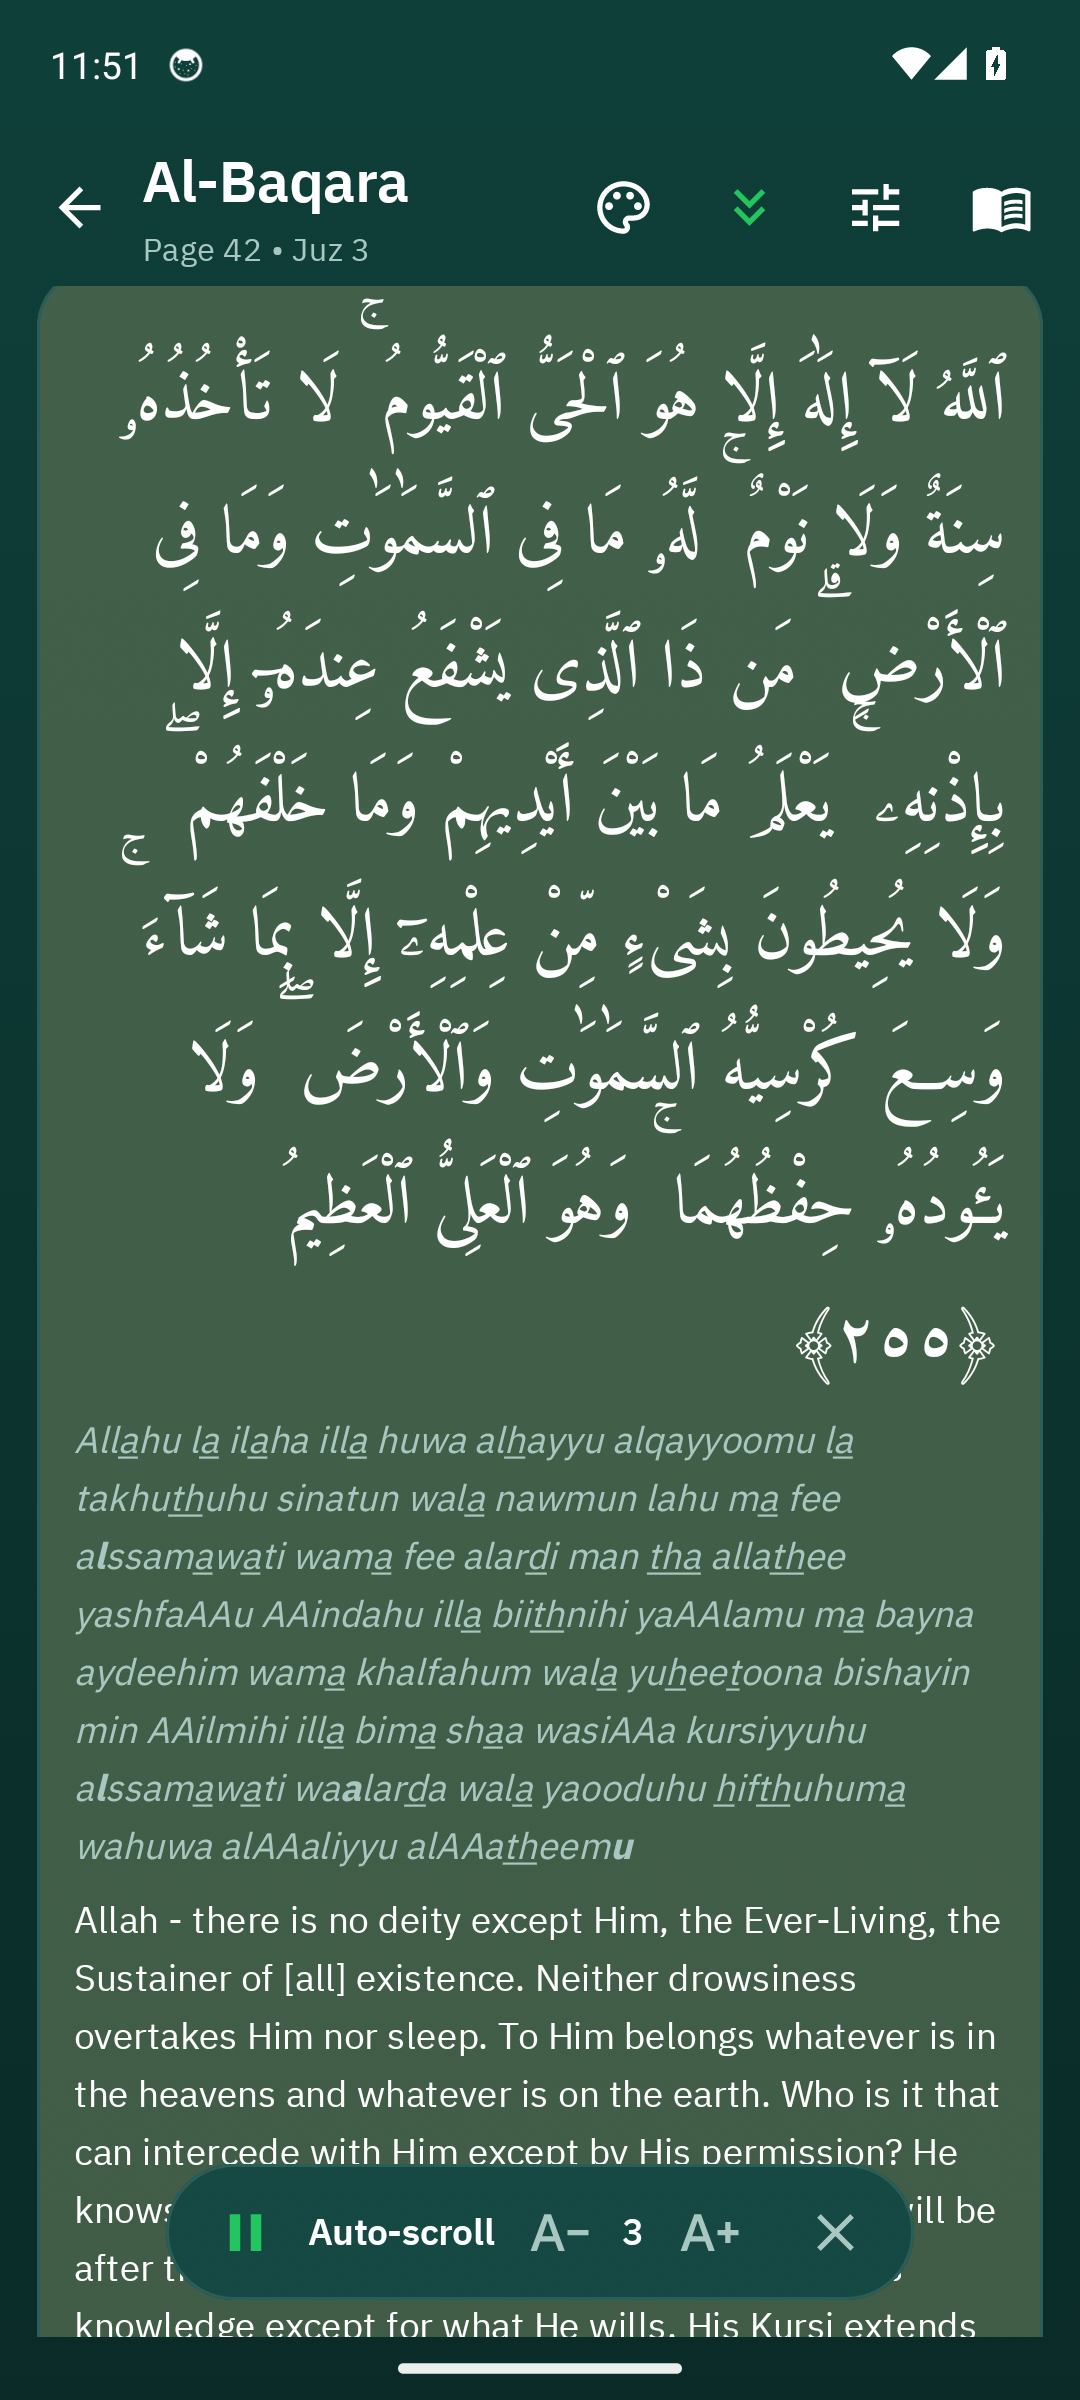 11:51
Al-Baqara
Page 42 • Juz 3
ٱللَّهُ لَآ إِلَٰهَ إِلَّا هُوَ ٱلْحَىُّ ٱلْقَيُّومُ ۚ لَا تَأْخُذُهُۥ
سِنَةٌ وَلَا نَوْمٌ ۚ لَّهُۥ مَا فِى ٱلسَّمَٰوَٰتِ وَمَا فِى
ٱلْأَرْضِ ۗ مَن ذَا ٱلَّذِى يَشْفَعُ عِندَهُۥٓ إِلَّا
بِإِذْنِهِۦ ۚ يَعْلَمُ مَا بَيْنَ أَيْدِيهِمْ وَمَا خَلْفَهُمْ ۖ
وَلَا يُحِيطُونَ بِشَىْءٍ مِّنْ عِلْمِهِۦٓ إِلَّا بِمَا شَآءَ ۚ
وَسِعَ كُرْسِيُّهُ ٱلسَّمَٰوَٰتِ وَٱلْأَرْضَ ۖ وَلَا
يَـُٔودُهُۥ حِفْظُهُمَا ۚ وَهُوَ ٱلْعَلِىُّ ٱلْعَظِيمُ
﴿٢٥٥﴾
Allahu la ilaha illa huwa alhayyu alqayyoomu la
takhuthuhu sinatun wala nawmun lahu ma fee
alssamawati wama fee alardi man tha allathee
yashfaAAu AAindahu illa biithnihi yaAAlamu ma bayna
aydeehim wama khalfahum wala yuheetoona bishayin
min AAilmihi illa bima shaa wasiAAa kursiyyuhu
alssamawati waalarda wala yaooduhu hifthuhuma
wahuwa alAAaliyyu alAAatheemu
Allah - there is no deity except Him, the Ever-Living, the
Sustainer of [all] existence. Neither drowsiness
overtakes Him nor sleep. To Him belongs whatever is in
the heavens and whatever is on the earth. Who is it that
can intercede with Him except by His permission? He
knows will be
after
knowledge except for what He wills. His Kursi extends
Auto-scroll A− 3 A+